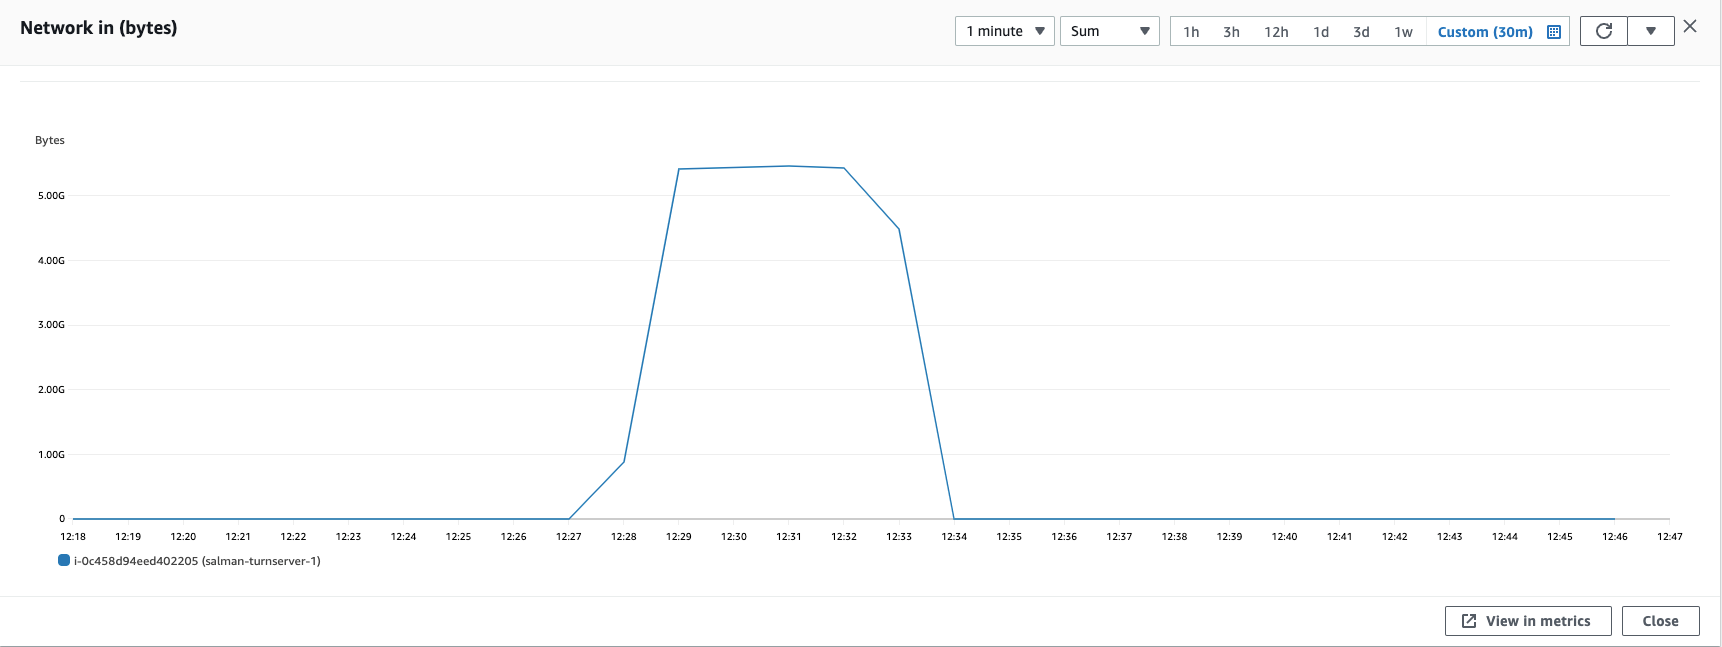 Network in (bytes)
1 minute Sum 1h 3h 12h 1d 3d 1w Custom (30m)
Bytes
5.00G
4.00G
3.00G
2.00G
1.00G
0
12:18 12:19 12:20 12:21 12:22 12:23 12:24 12:25 12:26 12:27 12:28 12:29 12:30 12:31 12:32 12:33 12:34 12:35 12:36 12:37 12:38 12:39 12:40 12:41 12:42 12:43 12:44 12:45 12:46 12:47
i-0c458d94eed402205 (salman-turnserver-1)
View in metrics Close